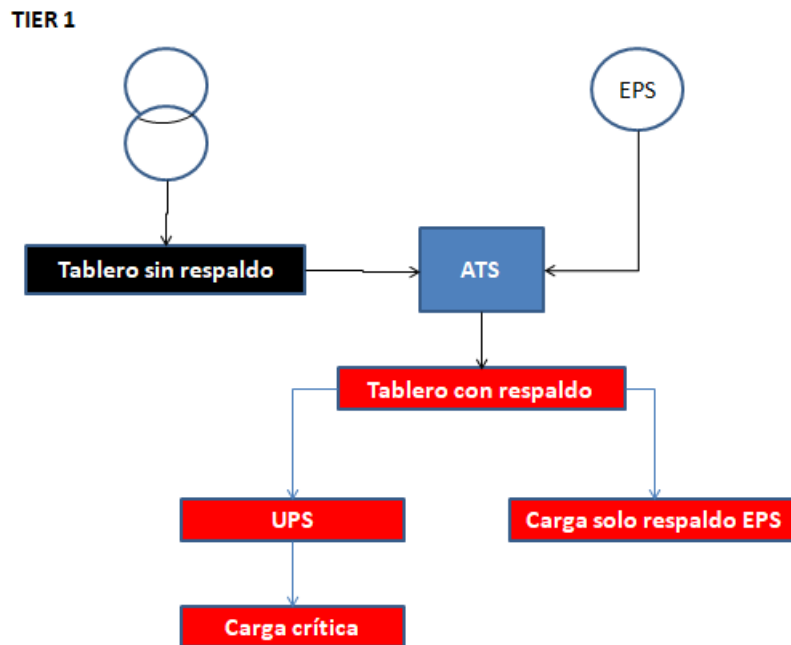 TIER 1
EPS
Tablero sin respaldo
ATS
Tablero con respaldo
UPS
Carga solo respaldo EPS
Carga crítica